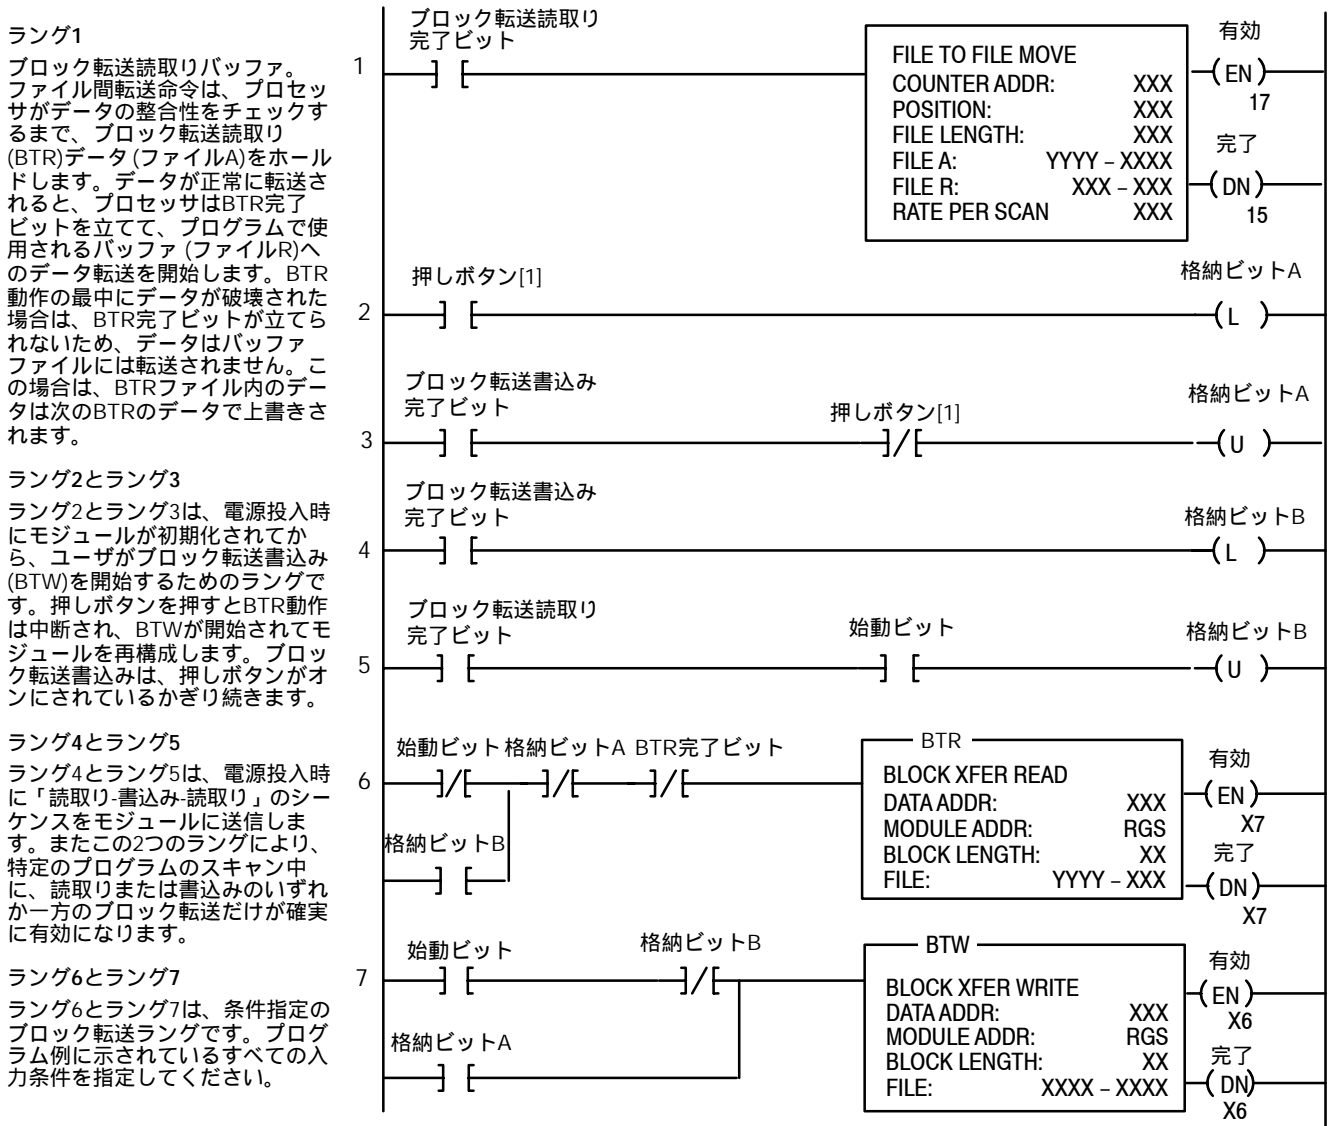 ラング1
ブロック転送読取りバッファ。
ファイル間転送命令は、プロセッ
サがデータの整合性をチェックす
るまで、ブロック転送読取り
(BTR)データ(ファイルA)をホール
ドします。データが正常に転送さ
れると、プロセッサはBTR完了
ビットを立てて、プログラムで使
用されるバッファ (ファイルR)へ
のデータ転送を開始します。BTR
動作の最中にデータが破壊された
場合は、BTR完了ビットが立てら
れないため、データはバッファ
ファイルには転送されません。こ
の場合は、BTRファイル内のデー
タは次のBTRのデータで上書きさ
れます。
ラング2とラング3
ラング2とラング3は、電源投入時
にモジュールが初期化されてか
ら、ユーザがブロック転送書込み
(BTW)を開始するためのラングで
す。押しボタンを押すとBTR動作
は中断され、BTWが開始されてモ
ジュールを再構成します。ブロッ
ク転送書込みは、押しボタンがオ
ンにされているかぎり続きます。
ラング4とラング5
ラング4とラング5は、電源投入時
に「読取り-書込み-読取り」のシー
ケンスをモジュールに送信しま
す。またこの2つのラングにより、
特定のプログラムのスキャン中
に、読取りまたは書込みのいずれ
か一方のブロック転送だけが確実
に有効になります。
ラング6とラング7
ラング6とラング7は、条件指定の
ブロック転送ラングです。プログ
ラム例に示されているすべての入
力条件を指定してください。
ブロック転送読取り
完了ビット
1
FILE TO FILE MOVE
COUNTER ADDR: XXX
POSITION: XXX
FILE LENGTH: XXX
FILE A: YYYY – XXXX
FILE R: XXX – XXX
RATE PER SCAN XXX
有効
EN
17
完了
DN
15
押しボタン[1]
格納ビットA
2
L
ブロック転送書込み
完了ビット
押しボタン[1]
格納ビットA
3
U
ブロック転送書込み
完了ビット
格納ビットB
4
L
ブロック転送読取り
完了ビット
始動ビット
格納ビットB
5
U
始動ビット 格納ビットA BTR完了ビット
6
格納ビットB
BTR
BLOCK XFER READ
DATA ADDR: XXX
MODULE ADDR: RGS
BLOCK LENGTH: XX
FILE: YYYY – XXX
有効
EN
X7
完了
DN
X7
始動ビット
格納ビットB
7
格納ビットA
BTW
BLOCK XFER WRITE
DATA ADDR: XXX
MODULE ADDR: RGS
BLOCK LENGTH: XX
FILE: XXXX – XXXX
有効
EN
X6
完了
DN
X6